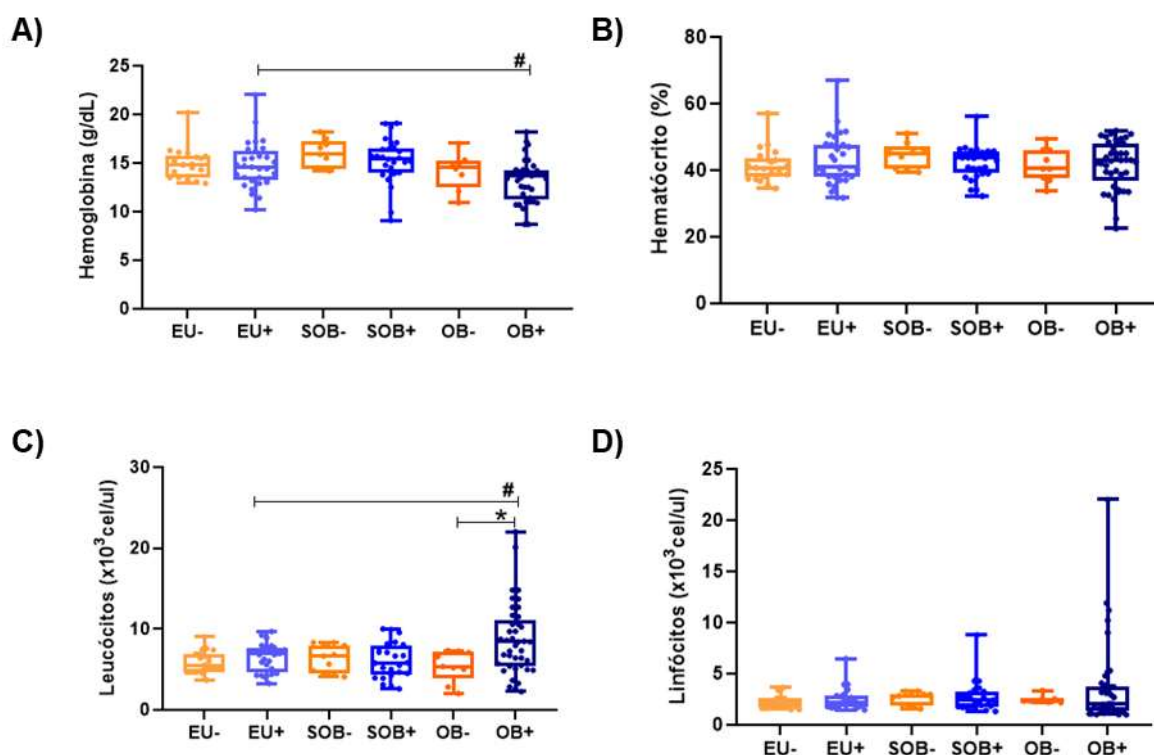 A)
Hemoglobina (g/dL)
25
20
15
10
5
0
#
EU-
EU+
SOB-
SOB+
OB-
OB+
B)
Hematócrito (%)
80
60
40
20
0
EU-
EU+
SOB-
SOB+
OB-
OB+
C)
Leucócitos (x10³cel/ul)
30
20
10
0
#
*
EU-
EU+
SOB-
SOB+
OB-
OB+
D)
Linfócitos (x10³cel/ul)
25
20
15
10
5
0
EU-
EU+
SOB-
SOB+
OB-
OB+